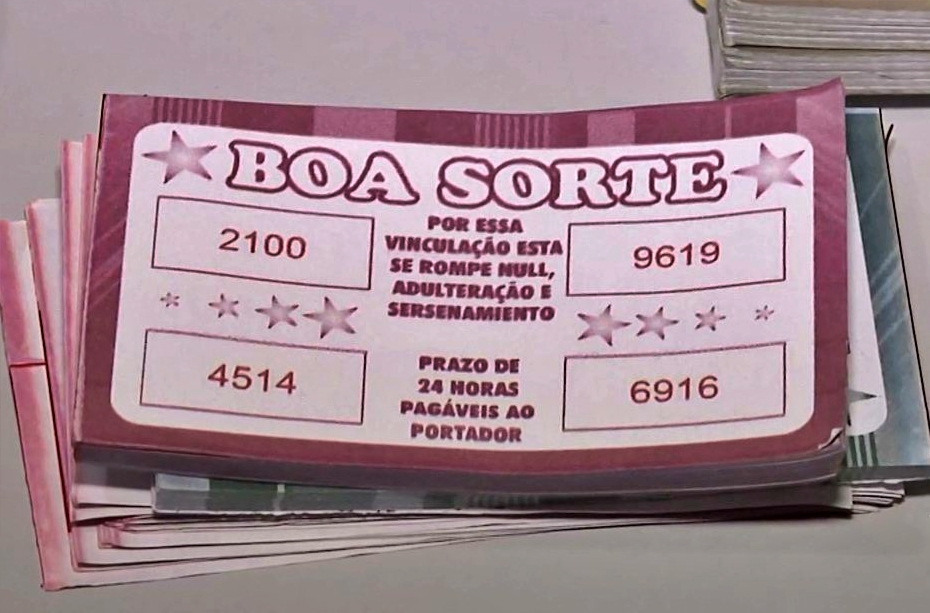 BOA SORTE
2100
POR ESSA
VINCULAÇÃO ESTA
SE ROMPE NULL,
ADULTERAÇÃO E
SERSENAMIENTO
9619
4514
PRAZO DE
24 HORAS
PAGÁVEIS AO
PORTADOR
6916